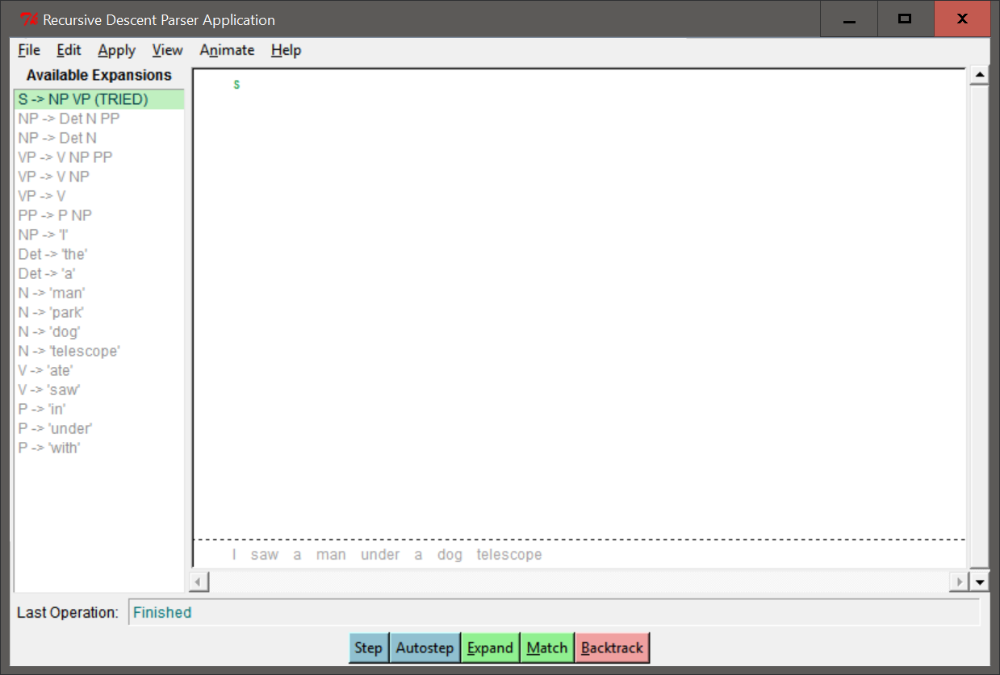 Recursive Descent Parser Application
File Edit Apply View Animate Help
Available Expansions
S
S -> NP VP (TRIED)
NP -> Det N PP
NP -> Det N
VP -> V NP PP
VP -> V NP
VP -> V
PP -> P NP
NP -> 'I'
Det -> 'the'
Det -> 'a'
N -> 'man'
N -> 'park'
N -> 'dog'
N -> 'telescope'
V -> 'ate'
V -> 'saw'
P -> 'in'
P -> 'under'
P -> 'with'
I saw a man under a dog telescope
Last Operation: Finished
Step Autostep Expand Match Backtrack